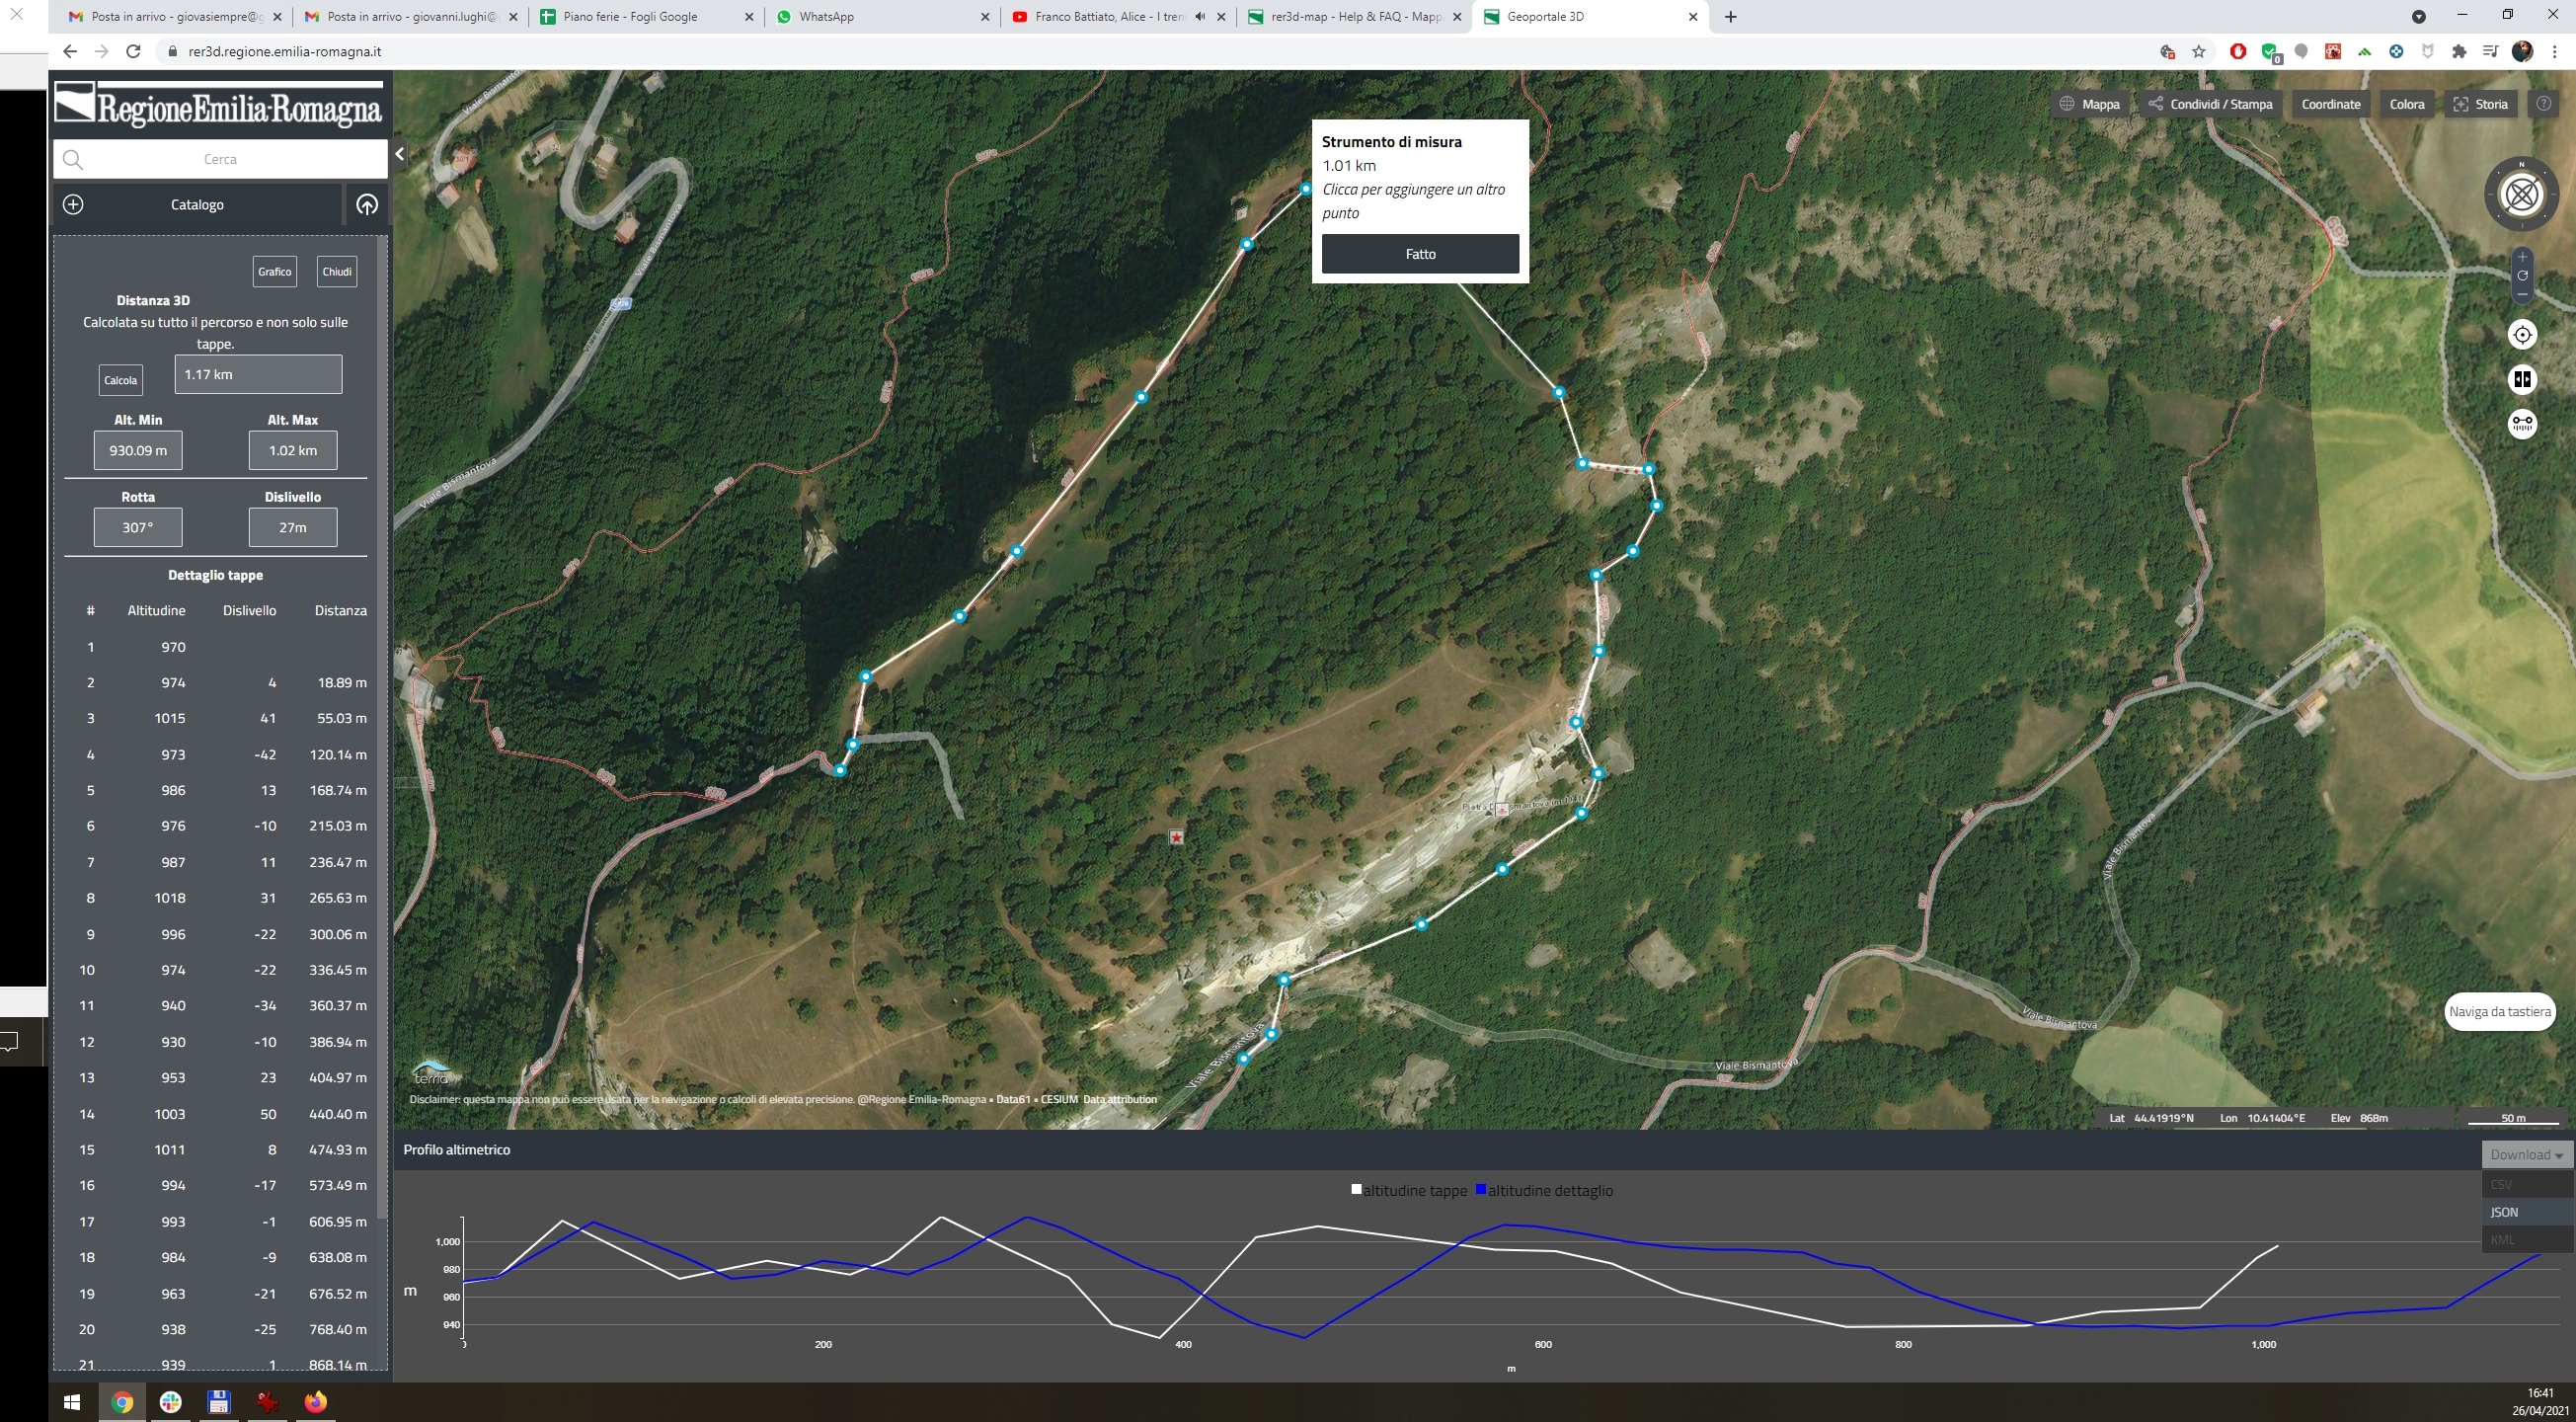 Posta in arrivo - giovasiempre@g
Posta in arrivo - giovanni.lughi@
Piano ferie - Fogli Google
WhatsApp
Franco Battiato, Alice - I tren
rer3d-map - Help & FAQ - Mapp
Geoportale 3D
rer3d.regione.emilia-romagna.it
0
RegioneEmilia-Romagna
Cerca
Catalogo
Grafico
Chiudi
Distanza 3D
Calcolata su tutto il percorso e non solo sulle
tappe.
Calcola
1.17 km
Alt. Min
Alt. Max
930.09 m
1.02 km
Rotta
Dislivello
307°
27m
Dettaglio tappe
# Altitudine Dislivello Distanza
1 970
2 974 4 18.89 m
3 1015 41 55.03 m
4 973 -42 120.14 m
5 986 13 168.74 m
6 976 -10 215.03 m
7 987 11 236.47 m
8 1018 31 265.63 m
9 996 -22 300.06 m
10 974 -22 336.45 m
11 940 -34 360.37 m
12 930 -10 386.94 m
13 953 23 404.97 m
14 1003 50 440.40 m
15 1011 8 474.93 m
16 994 -17 573.49 m
17 993 -1 606.95 m
18 984 -9 638.08 m
19 963 -21 676.52 m
20 938 -25 768.40 m
21 939 1 868.14 m
Mappa
Condividi / Stampa
Coordinate
Colora
Storia
N
Strumento di misura
1.01 km
Clicca per aggiungere un altro
punto
Fatto
Viale Bismanto
Viale Bismantova
Viale Bismantova
Viale Bismantova
Viale Bismantova
Viale Bismantova
Viale Bismantova
Naviga da tastiera
terria
Disclaimer: questa mappa non può essere usata per la navigazione o calcoli di elevata precisione. @Regione Emilia-Romagna • Data61 • CESIUM Data attribution
Lat 44.41919°N Lon 10.41404°E Elev 868m
50 m
Profilo altimetrico
Download
CSV
JSON
KML
altitudine tappe
altitudine dettaglio
1,000
980
960
940
m
200
400
600
800
1,000
m
16:41
26/04/2021